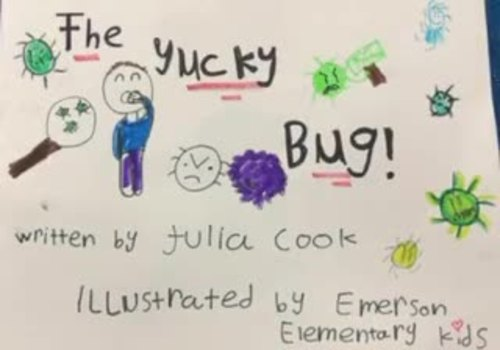 The Yucky
Bug!
written by Julia Cook
Illustrated by Emerson
Elementary Kids